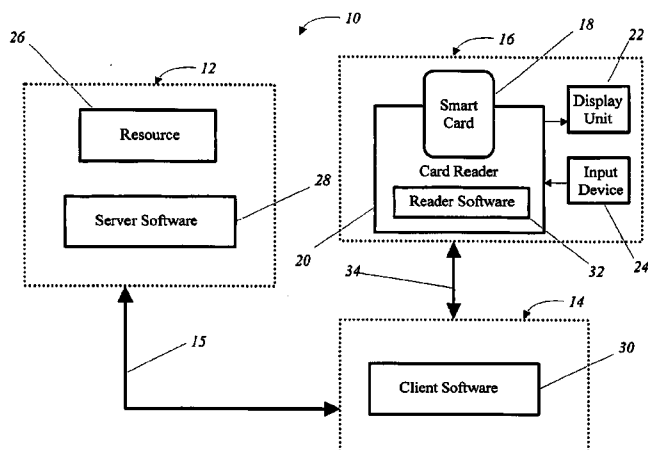 10
26
12
16
18
22
Smart
Card
Display
Unit
Resource
Card Reader
Input
Device
28
Server Software
Reader Software
20
34
32
24
14
15
30
Client Software